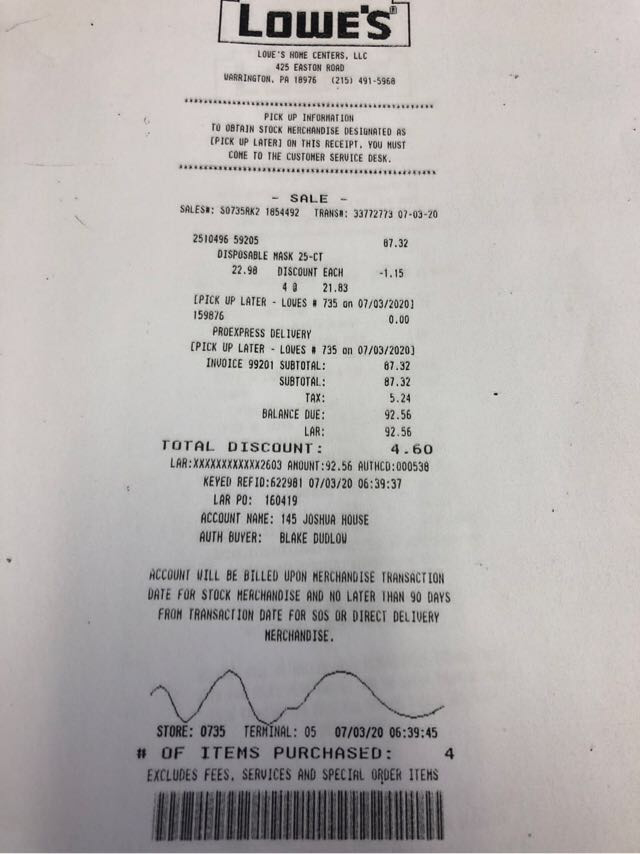 LOWE'S®
LOWE'S HOME CENTERS, LLC
425 EASTON ROAD
WARRINGTON, PA 18976 (215) 491-5968
PICK UP INFORMATION
TO OBTAIN STOCK MERCHANDISE DESIGNATED AS
[PICK UP LATER] ON THIS RECEIPT, YOU MUST
COME TO THE CUSTOMER SERVICE DESK.
- SALE -
SALES#: S0735RK2 1854492 TRANS#: 33772773 07-03-20
2510496 59205 87.32
DISPOSABLE MASK 25-CT
22.98 DISCOUNT EACH -1.15
4 @ 21.83
[PICK UP LATER - LOWES # 735 on 07/03/2020]
159876 0.00
PROEXPRESS DELIVERY
[PICK UP LATER - LOWES # 735 on 07/03/2020]
INVOICE 99201 SUBTOTAL: 87.32
SUBTOTAL: 87.32
TAX: 5.24
BALANCE DUE: 92.56
LAR: 92.56
TOTAL DISCOUNT: 4.60
LAR:XXXXXXXXXXXX2603 AMOUNT:92.56 AUTHCD:000538
KEYED REFID:622981 07/03/20 06:39:37
LAR PO: 160419
ACCOUNT NAME: 145 JOSHUA HOUSE
AUTH BUYER: BLAKE DUDLOW
ACCOUNT WILL BE BILLED UPON MERCHANDISE TRANSACTION
DATE FOR STOCK MERCHANDISE AND NO LATER THAN 90 DAYS
FROM TRANSACTION DATE FOR SOS OR DIRECT DELIVERY
MERCHANDISE.
STORE: 0735 TERMINAL: 05 07/03/20 06:39:45
# OF ITEMS PURCHASED: 4
EXCLUDES FEES, SERVICES AND SPECIAL ORDER ITEMS